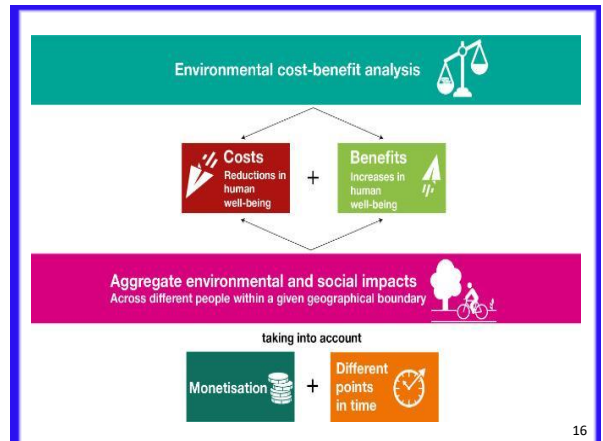 Environmental cost-benefit analysis
Costs
Reductions in
human
well-being
+
Benefits
Increases in
human
well-being
Aggregate environmental and social impacts
Across different people within a given geographical boundary
taking into account
Monetisation
+
Different
points
in time
16